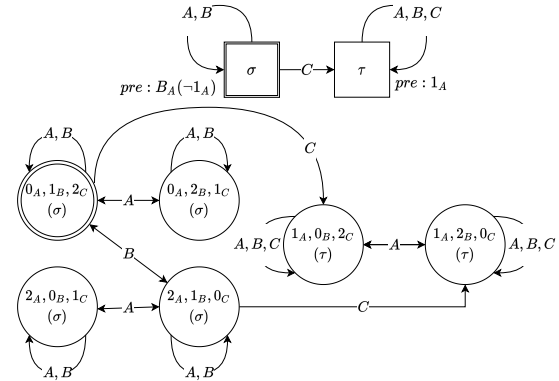 A, B
A, B, C
σ
C
τ
pre : B_A(¬1_A)
pre : 1_A
A, B
A, B
C
0_A, 1_B, 2_C
(σ)
A
0_A, 2_B, 1_C
(σ)
B
A, B, C
1_A, 0_B, 2_C
(τ)
A
1_A, 2_B, 0_C
(τ)
A, B, C
2_A, 0_B, 1_C
(σ)
A
2_A, 1_B, 0_C
(σ)
C
A, B
A, B